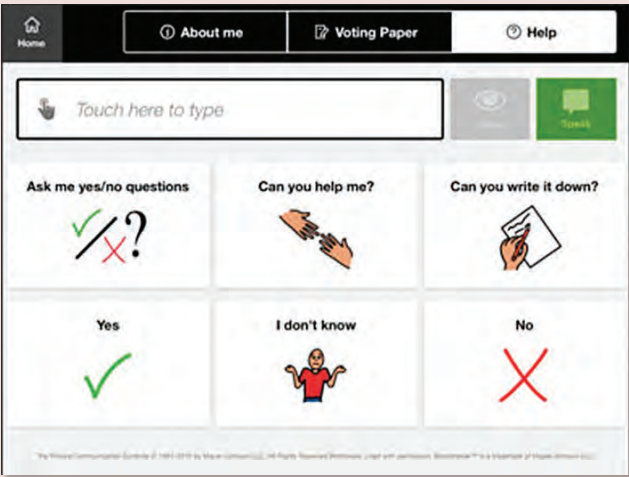 Home
About me
Voting Paper
Help
Touch here to type
Speak
Ask me yes/no questions
Can you help me?
Can you write it down?
Yes
I don't know
No